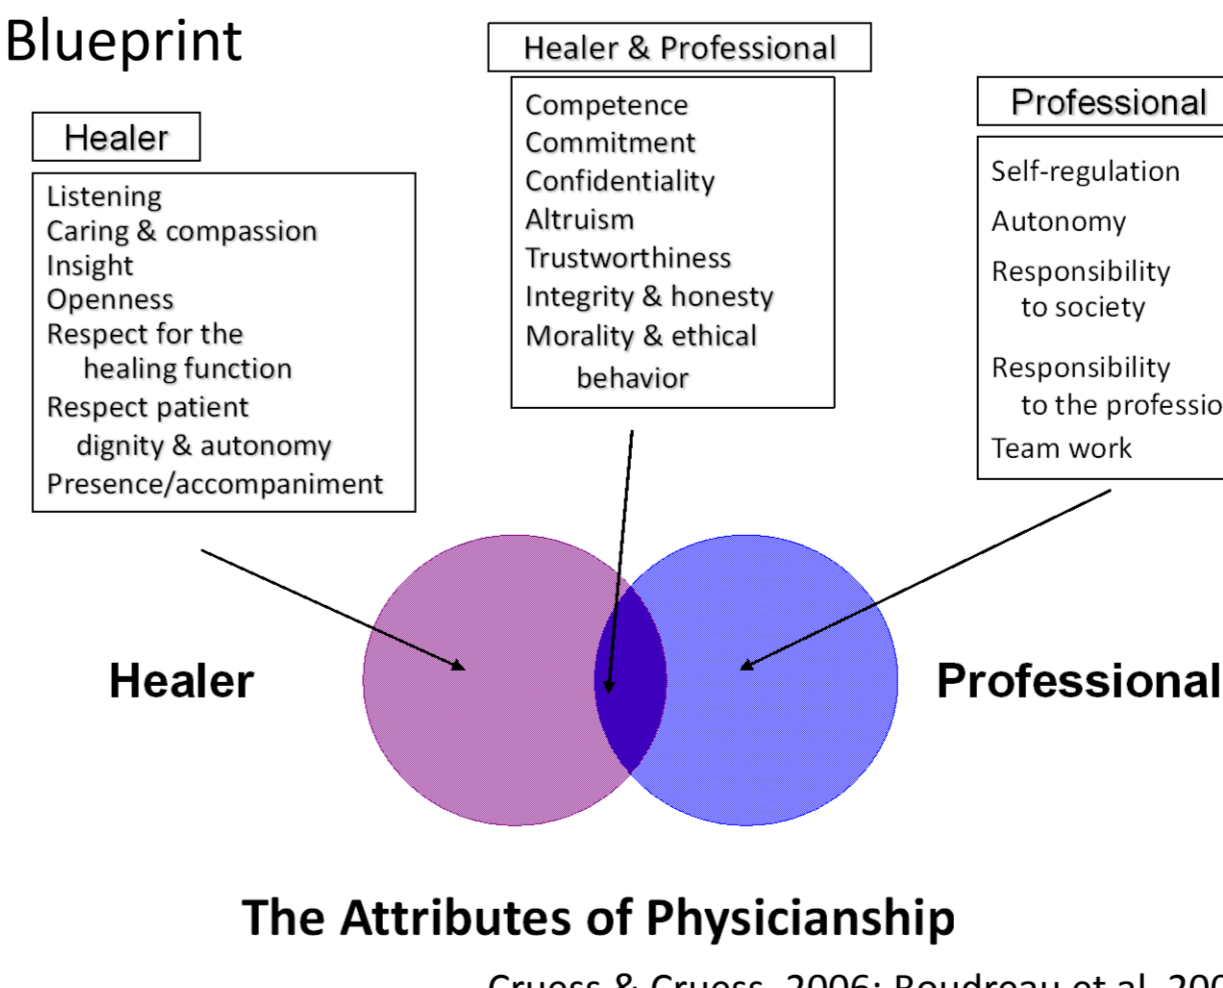 Blueprint
Healer & Professional
Competence
Commitment
Confidentiality
Altruism
Trustworthiness
Integrity & honesty
Morality & ethical
behavior
Professional
Self-regulation
Autonomy
Responsibility
to society
Responsibility
to the
Team work
Healer
Listening
Caring & compassion
Insight
Openness
Respect for the
healing function
Respect patient
dignity & autonomy
Presence/accompaniment
Healer
Professional
The Attributes of Physicianship
Cruess & Cruess, 2006; Boudreau et al.